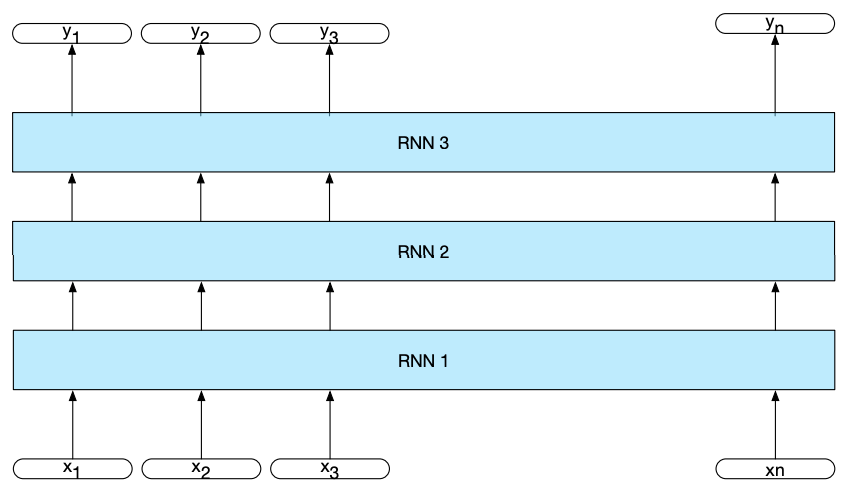 y1 y2 y3 yn
RNN 3
RNN 2
RNN 1
x1 x2 x3 xn